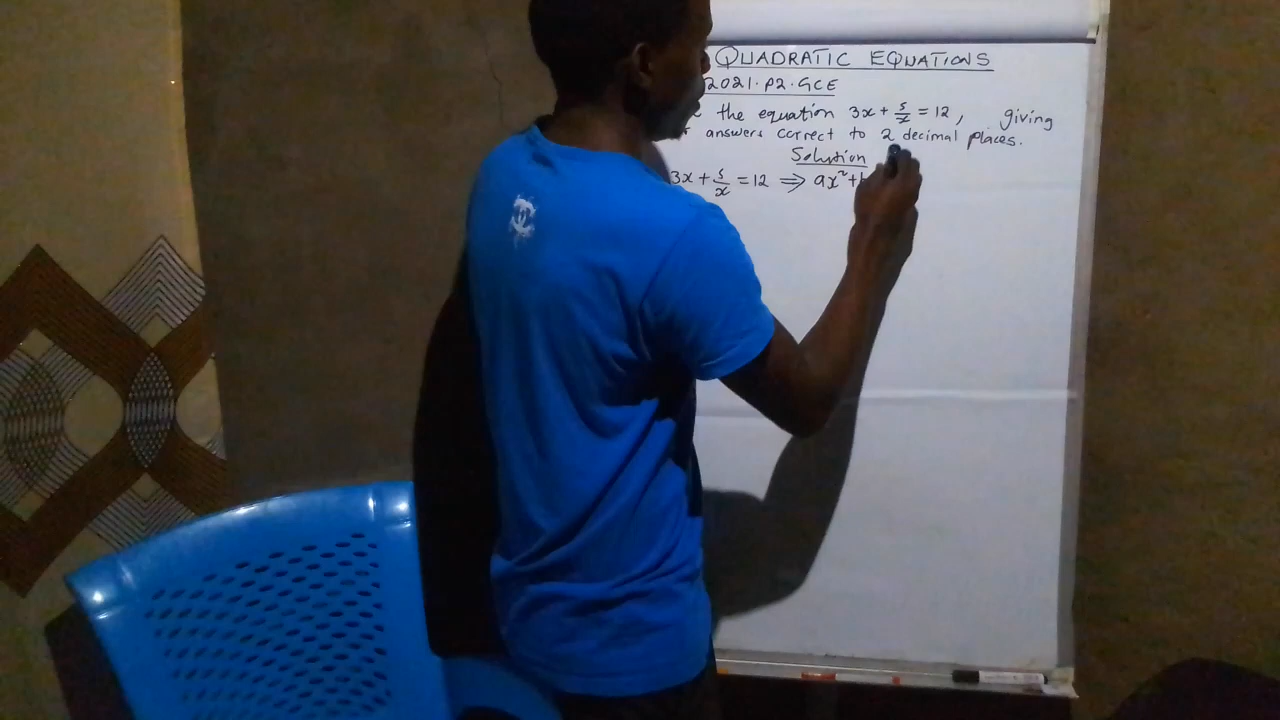 QUADRATIC EQUATIONS
2021.P2.GCE
the equation 3x + 5/x = 12, giving
answers correct to 2 decimal places.
Solution
3x + 5/x = 12 ⇒ ax² +